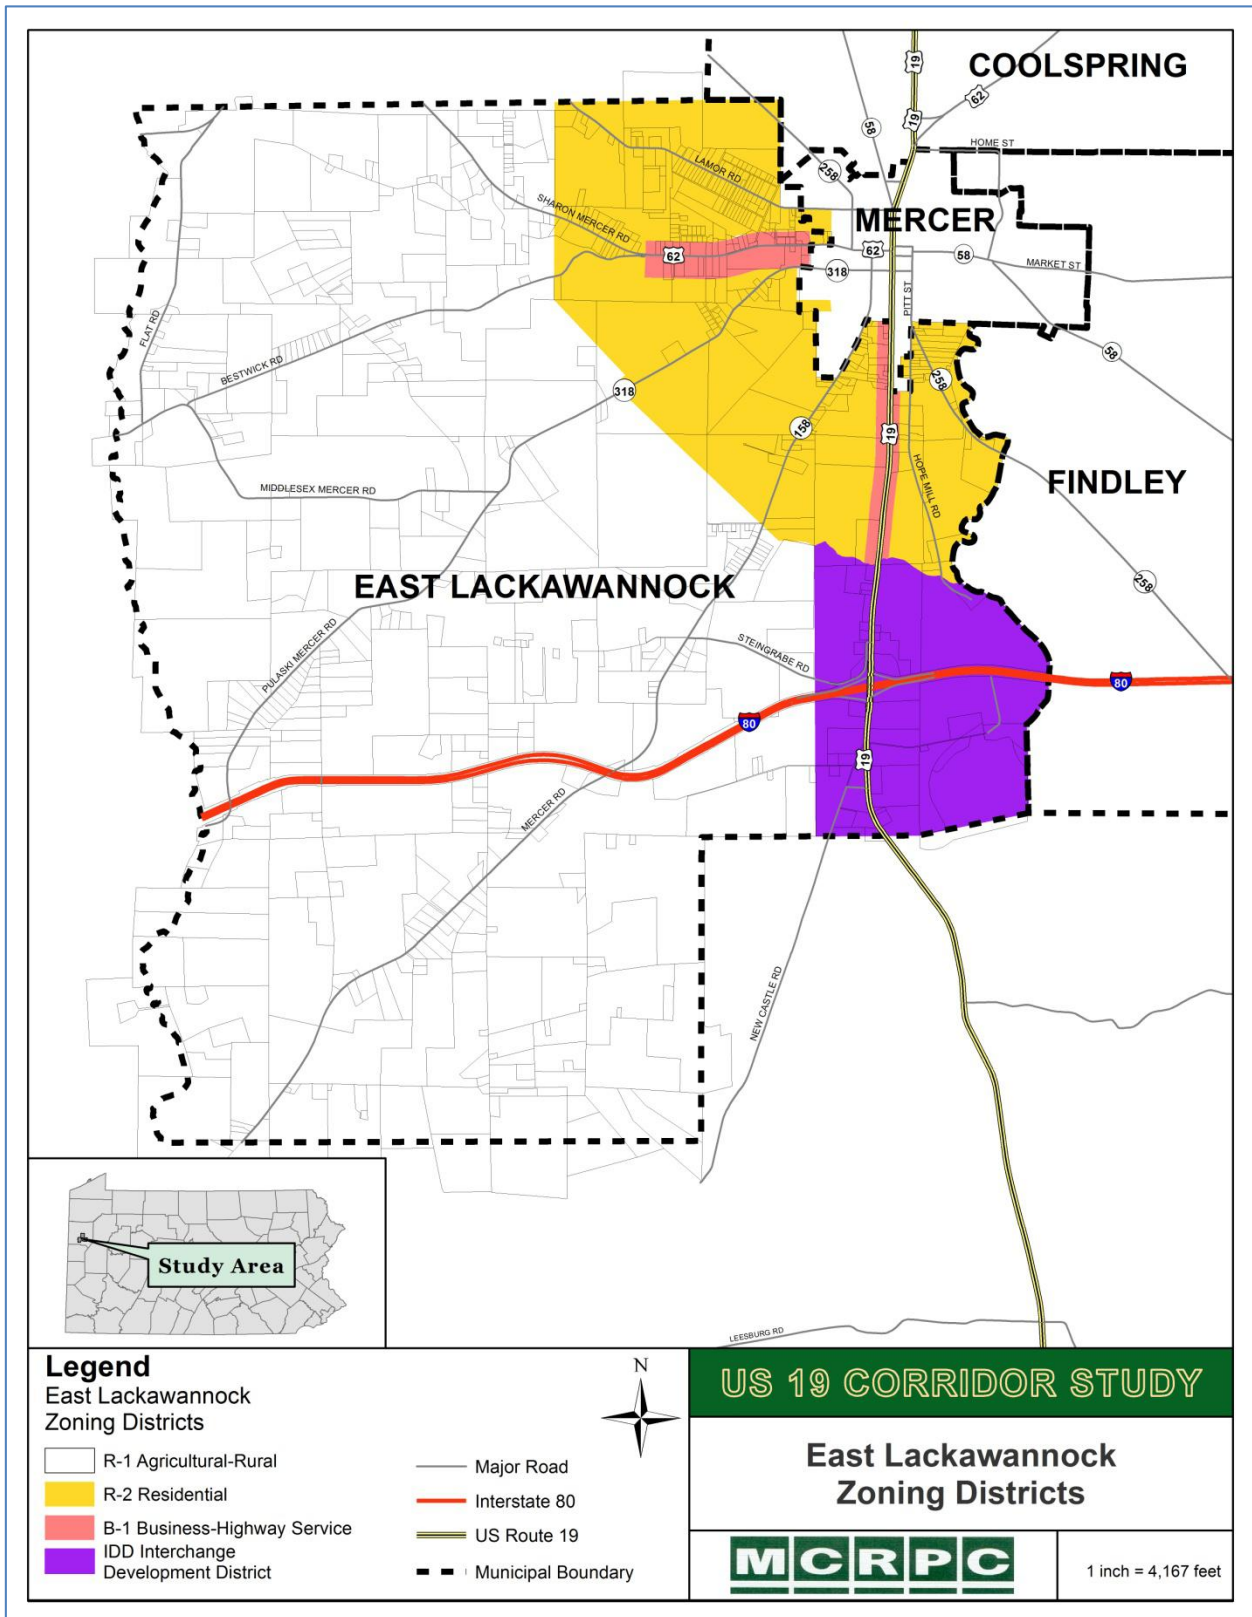 COOLSPRING
19
62
19
58
HOME ST
258
LAMOR RD
SHARON MERCER RD
MERCER
62
62
58
318
MARKET ST
PITT ST
FLAT RD
BESTWICK RD
58
258
318
158
19
HOPE MILL RD
FINDLEY
MIDDLESEX MERCER RD
258
EAST LACKAWANNOCK
STEINGRABE RD
PULASKI MERCER RD
80
80
19
MERCER RD
NEW CASTLE RD
Study Area
LEESBURG RD
Legend
East Lackawannock
Zoning Districts
R-1 Agricultural-Rural
R-2 Residential
B-1 Business-Highway Service
IDD Interchange
Development District
Major Road
Interstate 80
US Route 19
Municipal Boundary
N
US 19 CORRIDOR STUDY
East Lackawannock
Zoning Districts
MCRPC
1 inch = 4,167 feet